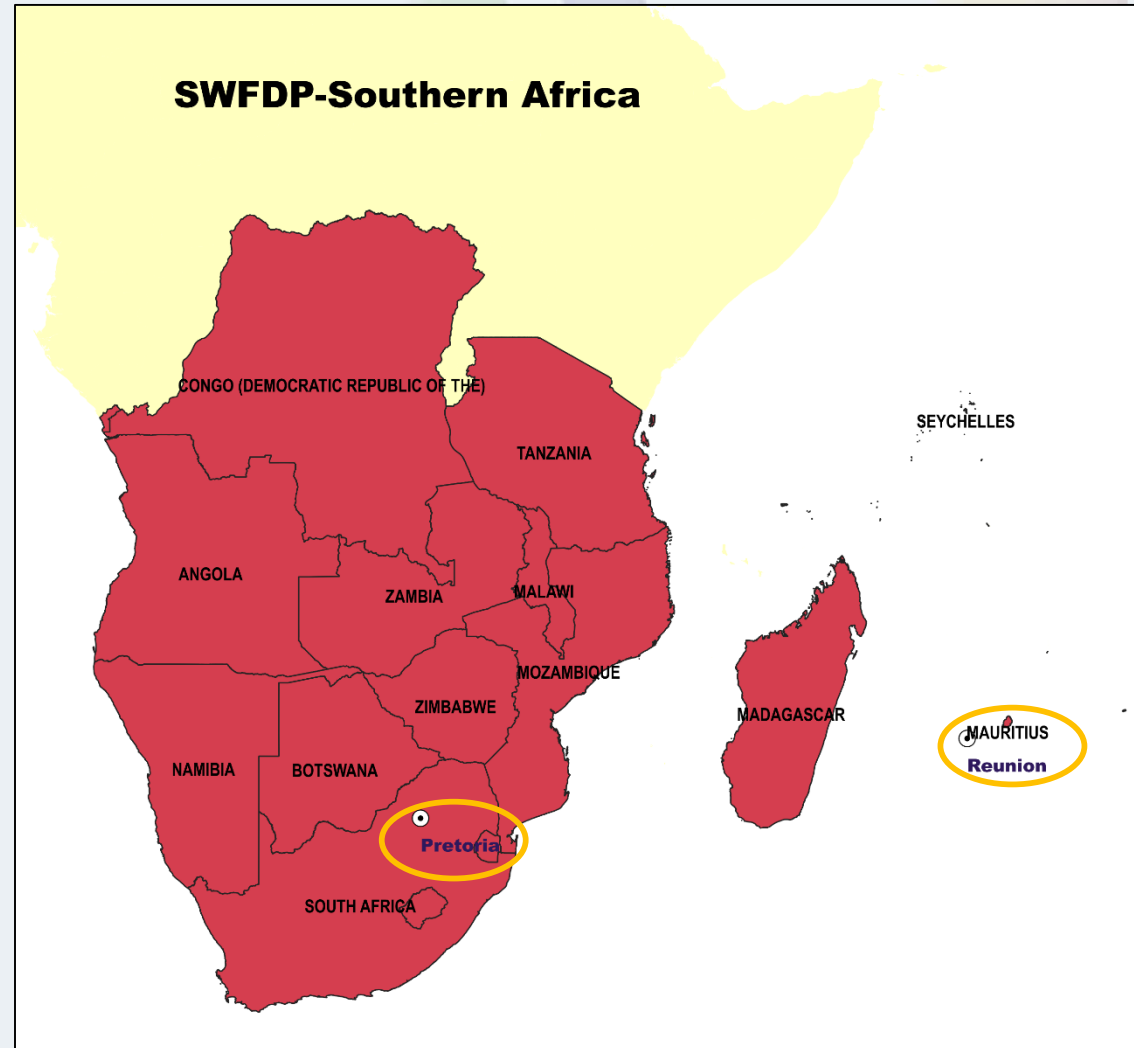 SWFDP-Southern Africa
CONGO (DEMOCRATIC REPUBLIC OF THE)
SEYCHELLES
TANZANIA
ANGOLA
ZAMBIA
MALAWI
MOZAMBIQUE
ZIMBABWE
MADAGASCAR
MAURITIUS
Reunion
NAMIBIA
BOTSWANA
Pretoria
SOUTH AFRICA